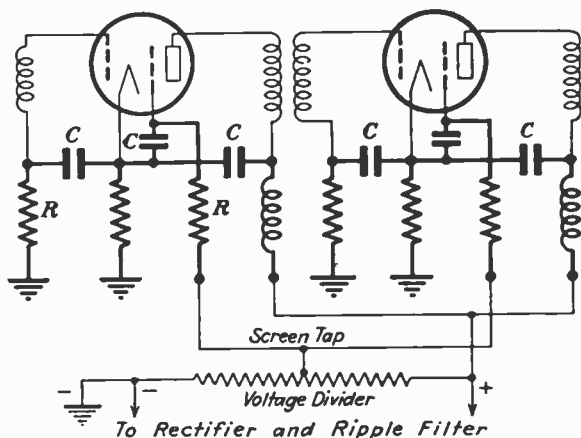 C
C
C
C
C
R
R
Screen Tap
Voltage Divider
− − +
To Rectifier and Ripple Filter